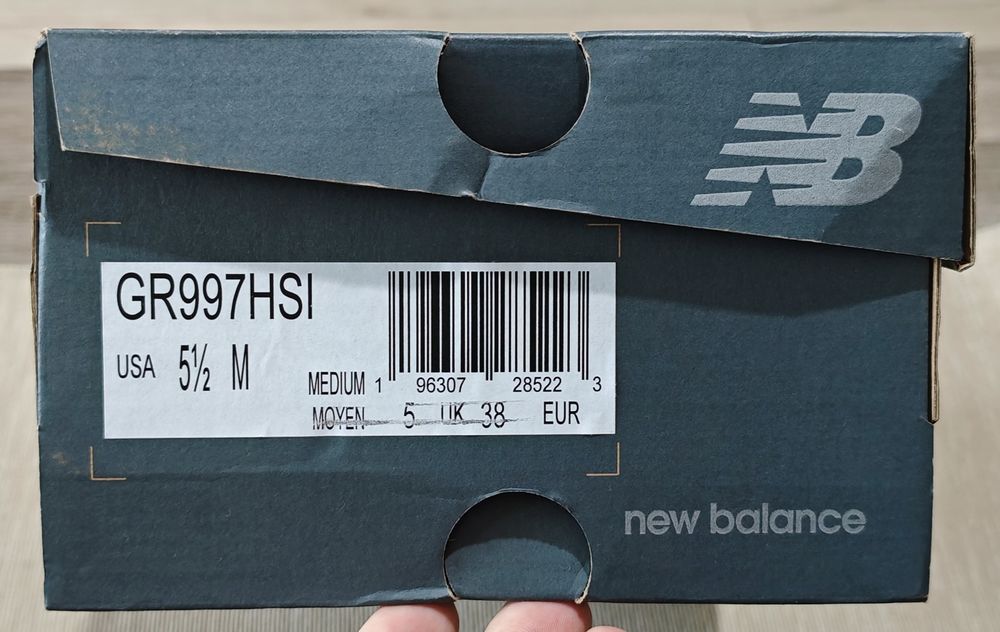 NB
GR997HSI
USA 5½ M
MEDIUM 1 96307 28522 3
MOYEN 5 UK 38 EUR
new balance